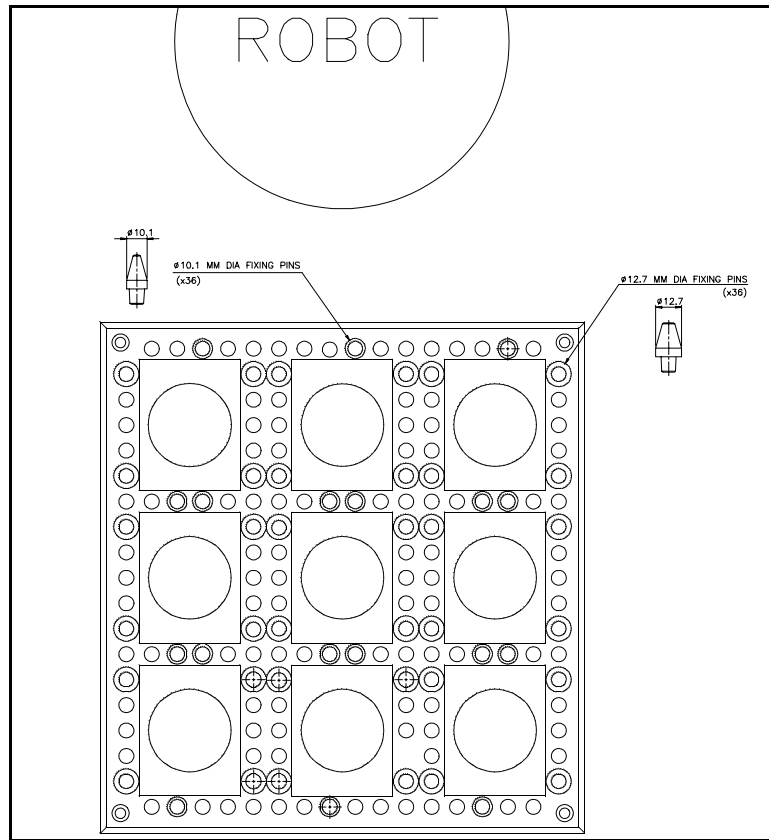 ROBOT
ø10.1
ø10.1 MM DIA FIXING PINS
(x36)
ø12.7 MM DIA FIXING PINS
(x36)
ø12.7